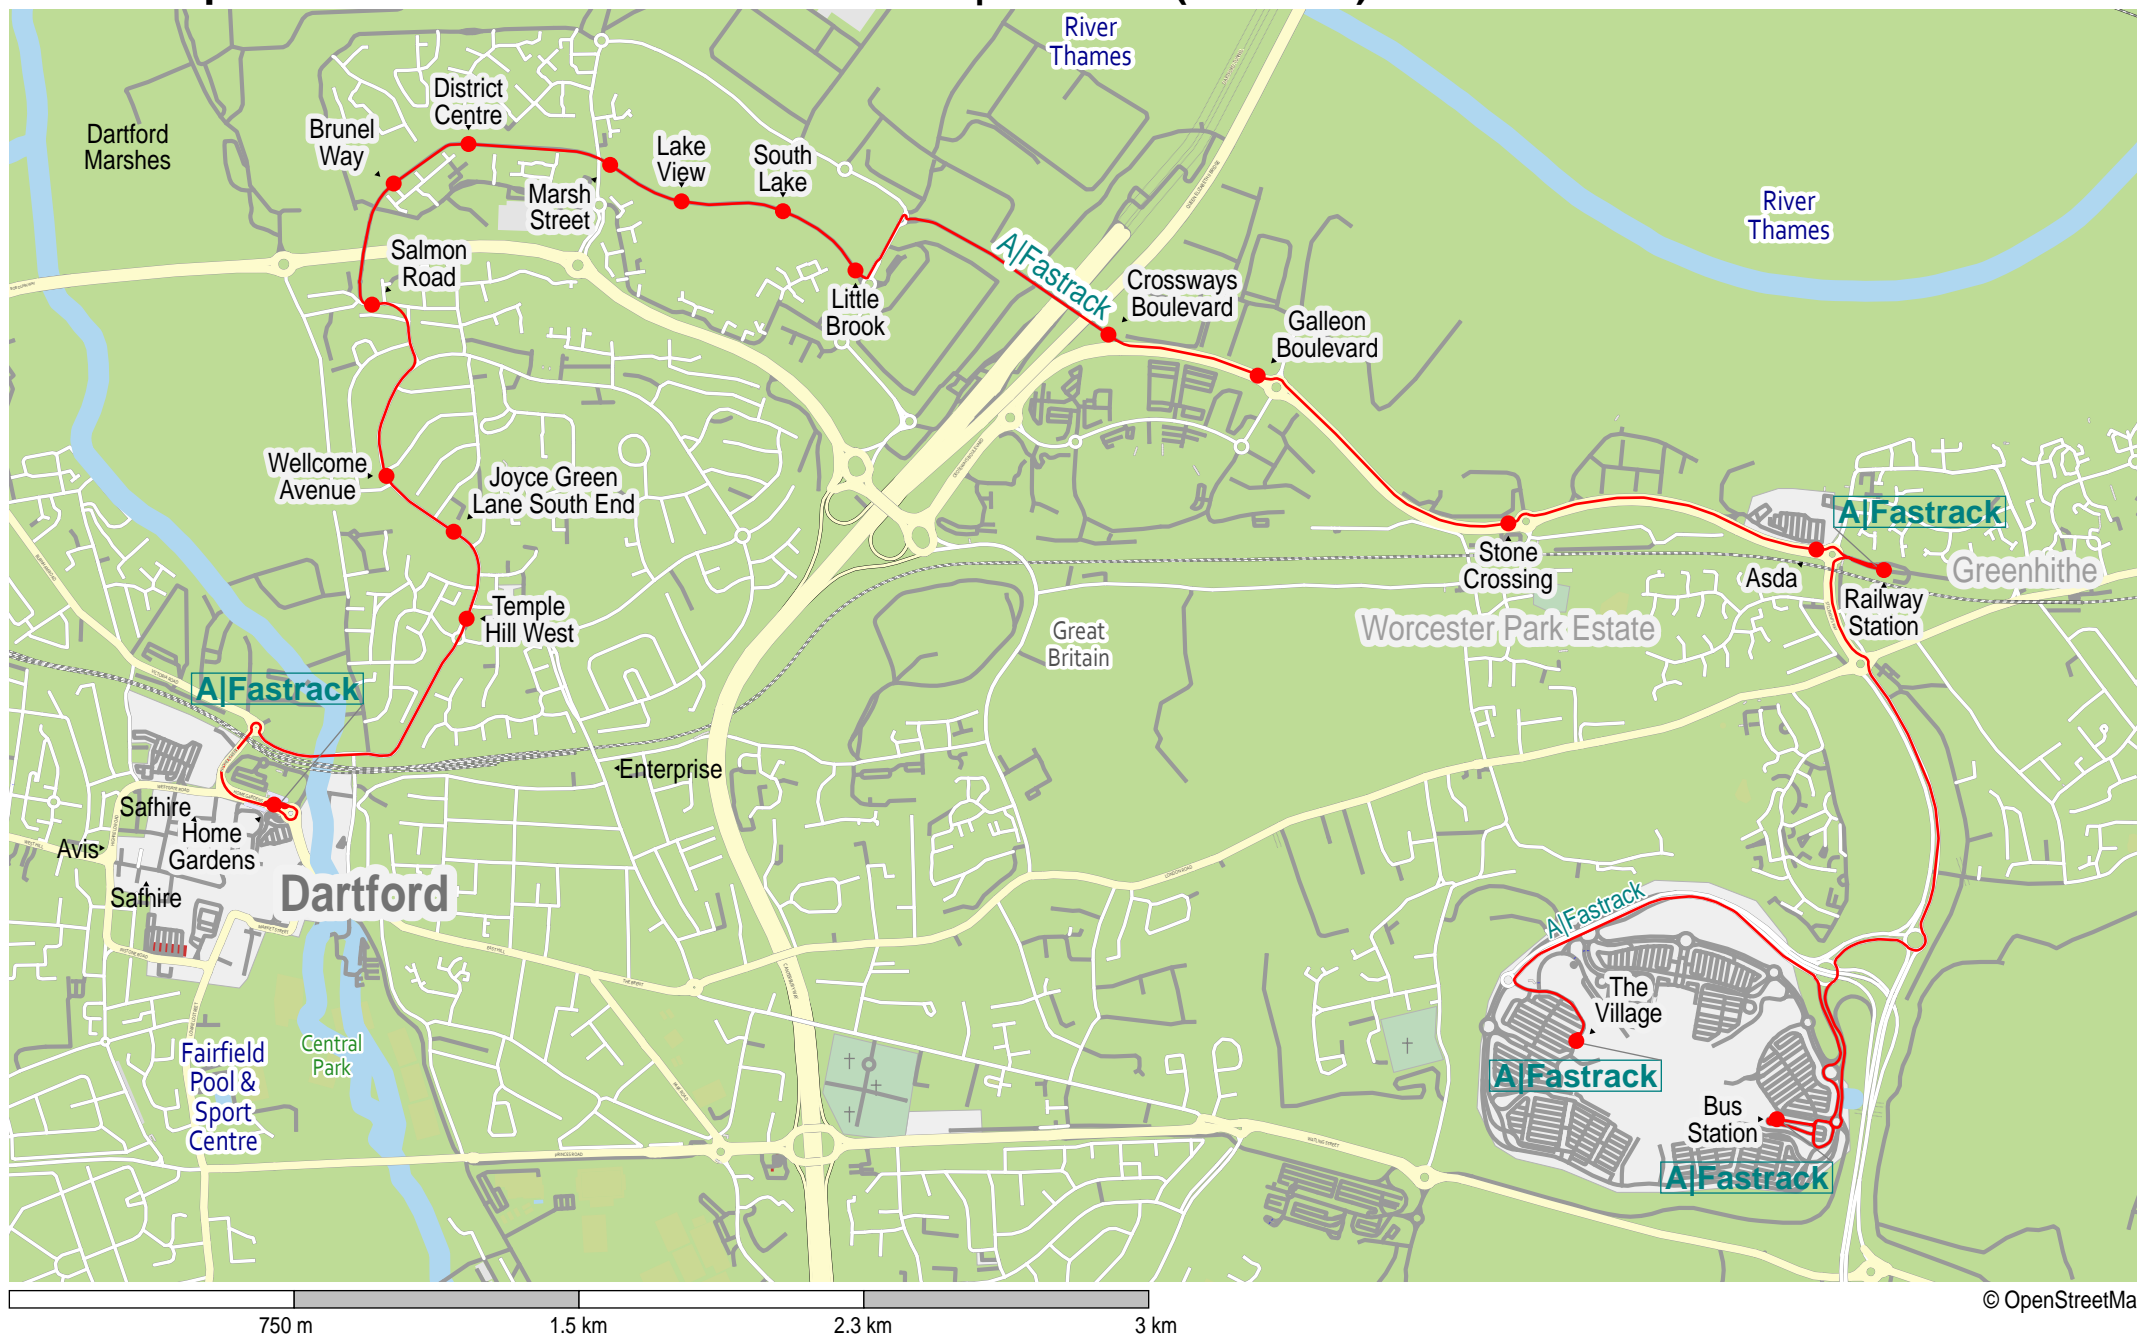 River
Thames
District
Centre
Brunel
Way
Dartford
Marshes
Lake
View
South
Lake
Marsh
Street
River
Thames
Salmon
Road
A|Fastrack
Crossways
Boulevard
Little
Brook
Galleon
Boulevard
Wellcome
Avenue
Joyce Green
Lane South End
A|Fastrack
Stone
Crossing
Asda
Greenhithe
Railway
Station
Temple
Hill West
Great
Britain
Worcester Park Estate
A|Fastrack
Enterprise
Safhire
Home
Gardens
Avis
Safhire
Dartford
A|Fastrack
The
Village
Central
Park
Fairfield
Pool &
Sport
Centre
A|Fastrack
Bus
Station
A|Fastrack
© OpenStreetMa
750 m
1.5 km
2.3 km
3 km